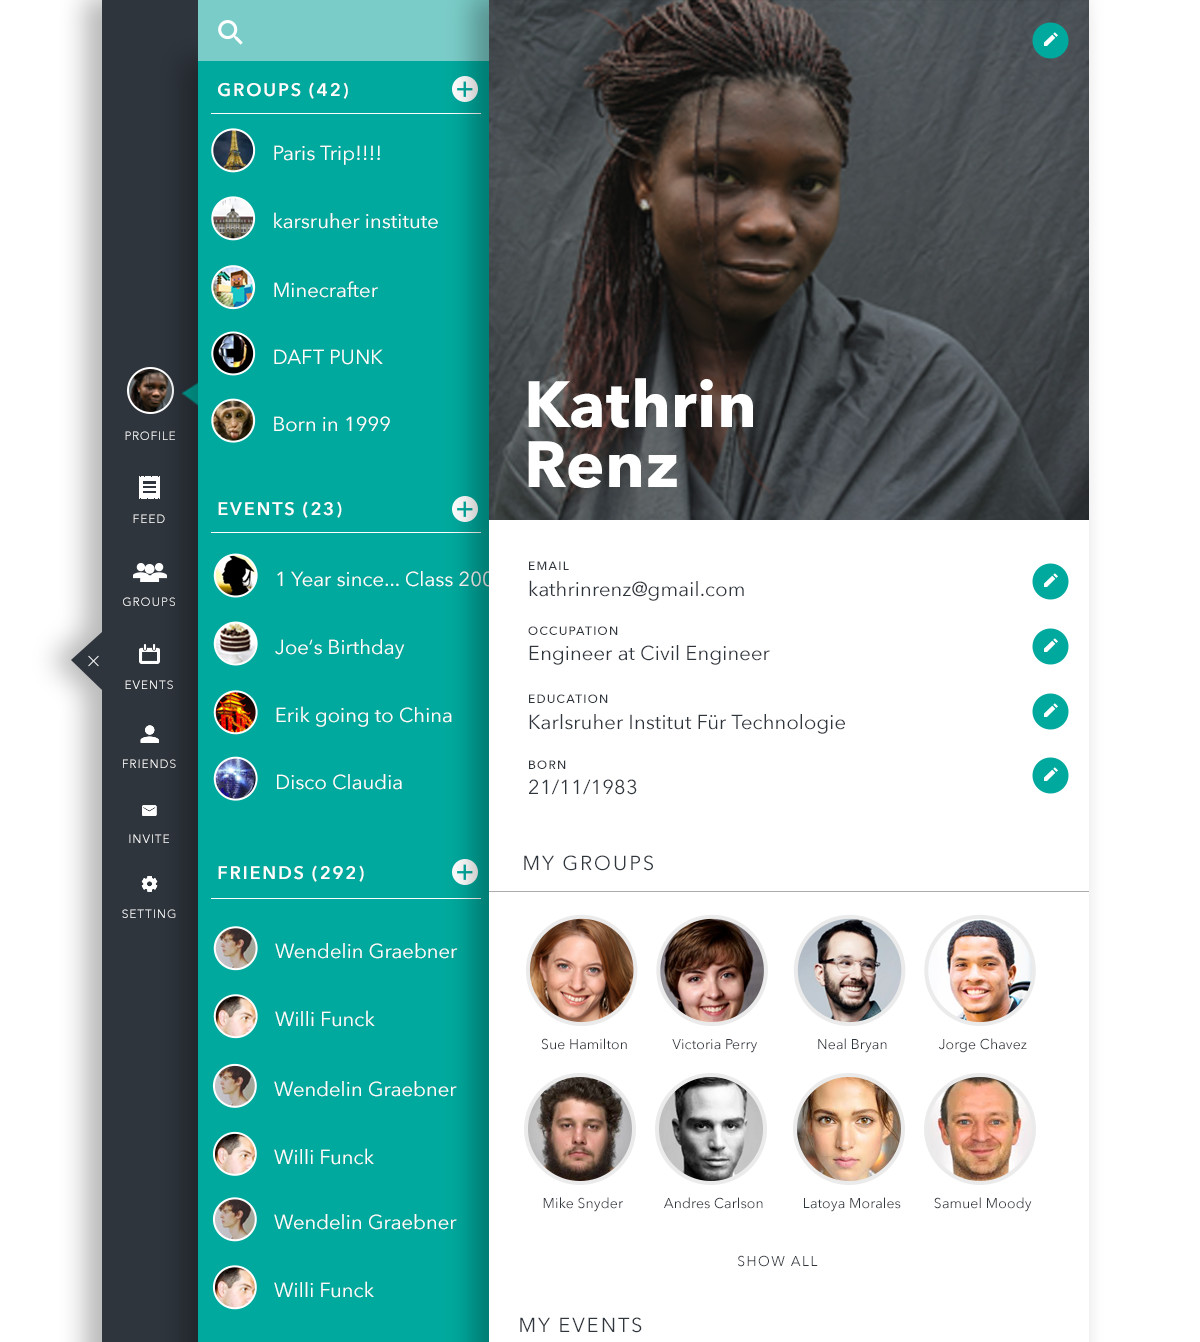 PROFILE
FEED
GROUPS
EVENTS
FRIENDS
INVITE
SETTING
GROUPS (42)
Paris Trip!!!!
karsruher institute
Minecrafter
DAFT PUNK
Born in 1999
EVENTS (23)
1 Year since... Class 200
Joe’s Birthday
Erik going to China
Disco Claudia
FRIENDS (292)
Wendelin Graebner
Willi Funck
Wendelin Graebner
Willi Funck
Wendelin Graebner
Willi Funck
Kathrin
Renz
EMAIL
kathrinrenz@gmail.com
OCCUPATION
Engineer at Civil Engineer
EDUCATION
Karlsruher Institut Für Technologie
BORN
21/11/1983
MY GROUPS
Sue Hamilton Victoria Perry Neal Bryan Jorge Chavez
Mike Snyder Andres Carlson Latoya Morales Samuel Moody
SHOW ALL
MY EVENTS